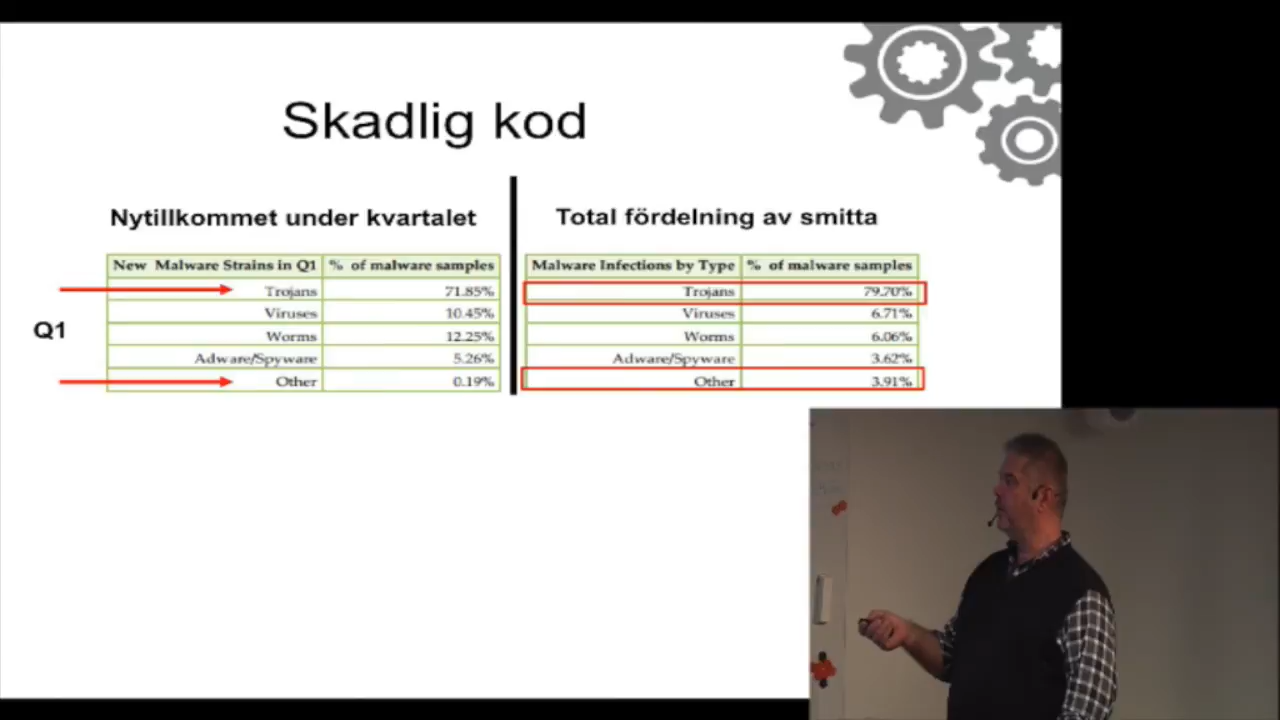 Skadlig kod
Nytillkommet under kvartalet
Total fördelning av smitta
Q1
New Malware Strains in Q1 % of malware samples
Trojans 71.85%
Viruses 10.45%
Worms 12.25%
Adware/Spyware 5.26%
Other 0.19%
Malware Infections by Type % of malware samples
Trojans 79.70%
Viruses 6.71%
Worms 6.06%
Adware/Spyware 3.62%
Other 3.91%